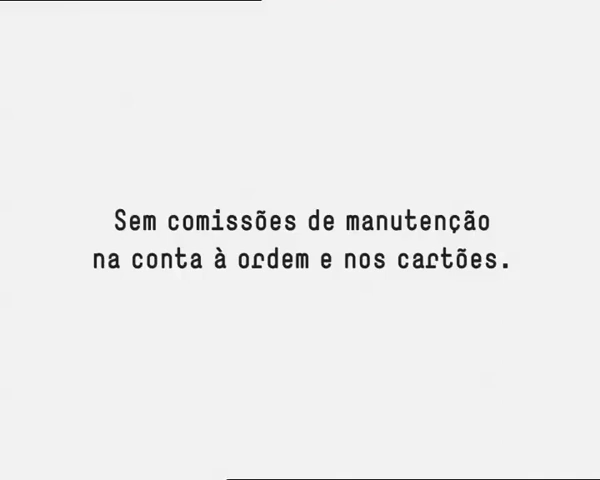 Sem comissões de manutenção
na conta à ordem e nos cartões.